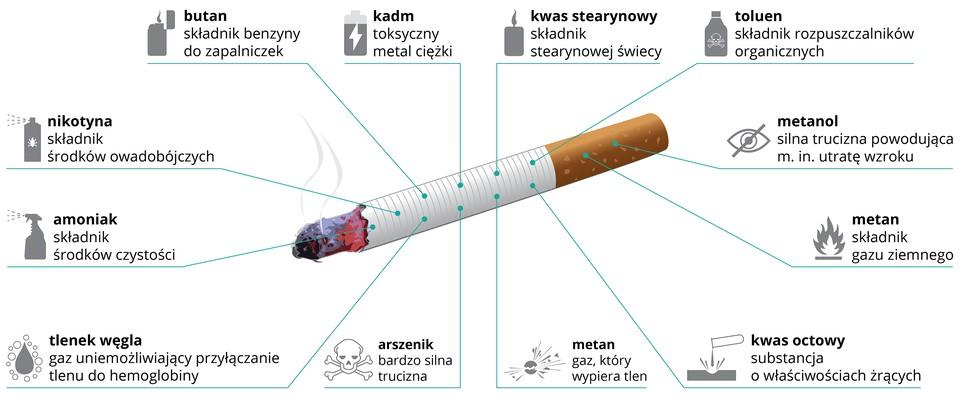 butan
składnik benzyny
do zapalniczek
kadm
toksyczny
metal ciężki
kwas stearynowy
składnik
stearynowej świecy
toluen
składnik rozpuszczalników
organicznych
nikotyna
składnik
środków owadobójczych
metanol
silna trucizna powodująca
m. in. utratę wzroku
amoniak
składnik
środków czystości
metan
składnik
gazu ziemnego
tlenek węgla
gaz uniemożliwiający przyłączanie
tlenu do hemoglobiny
arszenik
bardzo silna
trucizna
metan
gaz, który
wypiera tlen
kwas octowy
substancja
o właściwościach żrących